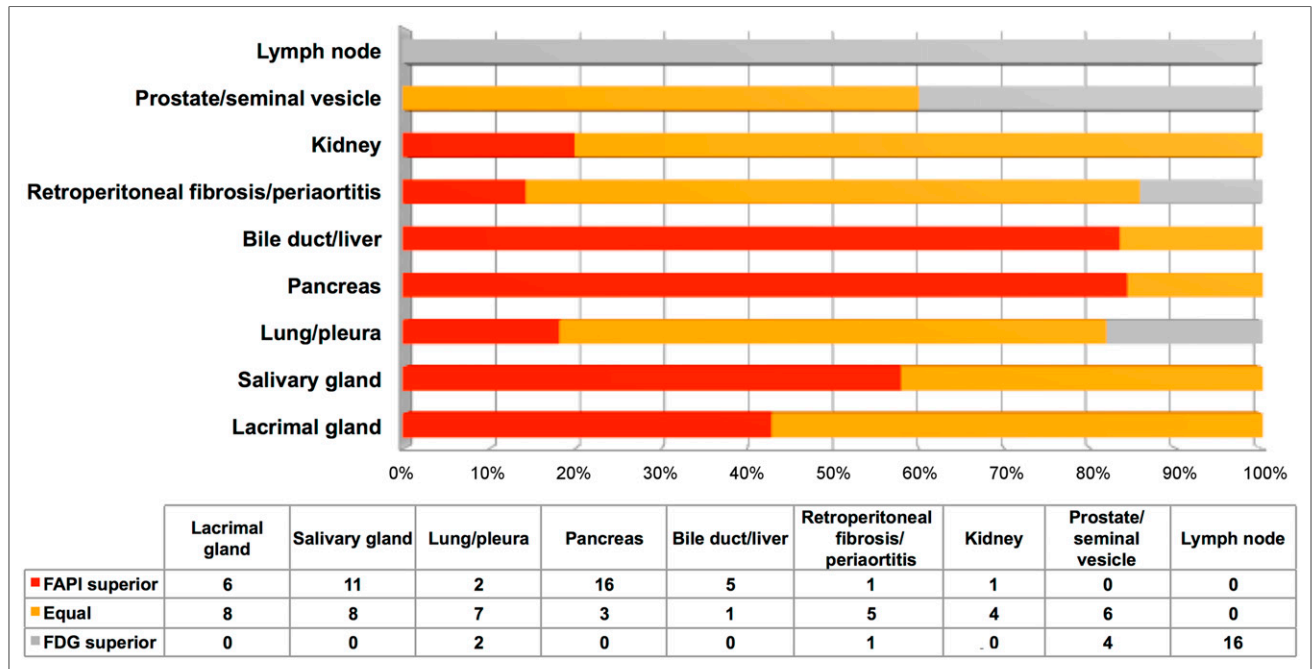 Lymph node
Prostate/seminal vesicle
Kidney
Retroperitoneal fibrosis/periaortitis
Bile duct/liver
Pancreas
Lung/pleura
Salivary gland
Lacrimal gland
0% 10% 20% 30% 40% 50% 60% 70% 80% 90% 100%
Lacrimal gland Salivary gland Lung/pleura Pancreas Bile duct/liver Retroperitoneal fibrosis/ periaortitis Kidney Prostate/ seminal vesicle Lymph node
FAPI superior 6 11 2 16 5 1 1 0 0
Equal 8 8 7 3 1 5 4 6 0
FDG superior 0 0 2 0 0 1 0 4 16